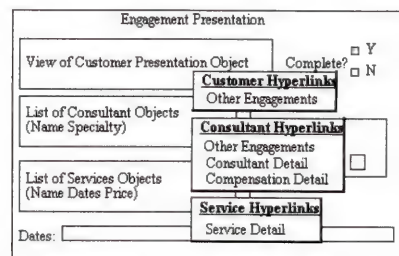 Engagement Presentation
View of Customer Presentation Object
Complete?
Y
N
Customer Hyperlinks
Other Engagements
List of Consultant Objects
(Name Specialty)
Consultant Hyperlinks
Other Engagements
Consultant Detail
Compensation Detail
List of Services Objects
(Name Dates Price)
Service Hyperlinks
Service Detail
Dates: